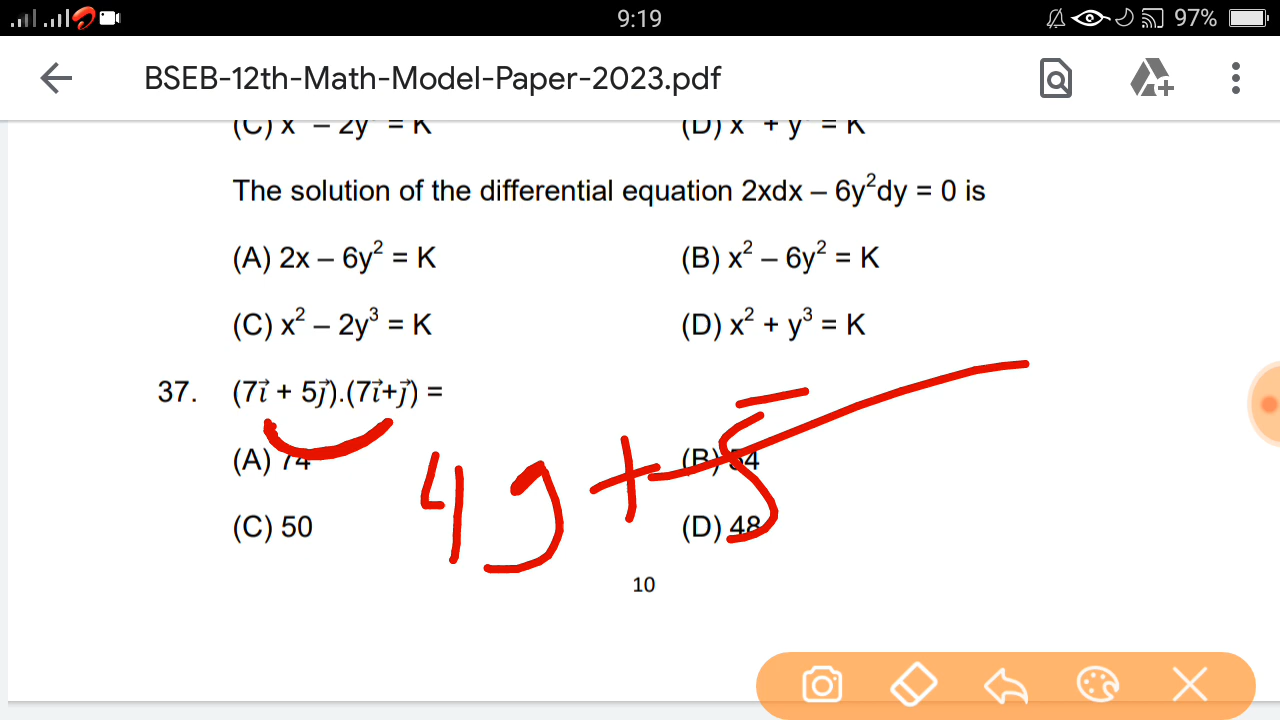 9:19
97%
BSEB-12th-Math-Model-Paper-2023.pdf
(C) x – 2y = K (D) x + y = K
The solution of the differential equation 2xdx – 6y²dy = 0 is
(A) 2x – 6y² = K (B) x² – 6y² = K
(C) x² – 2y³ = K (D) x² + y³ = K
37. (7i⃗ + 5j⃗).(7i⃗+j⃗) =
(A) 74 (B) 54
49 + 5
(C) 50 (D) 48
10